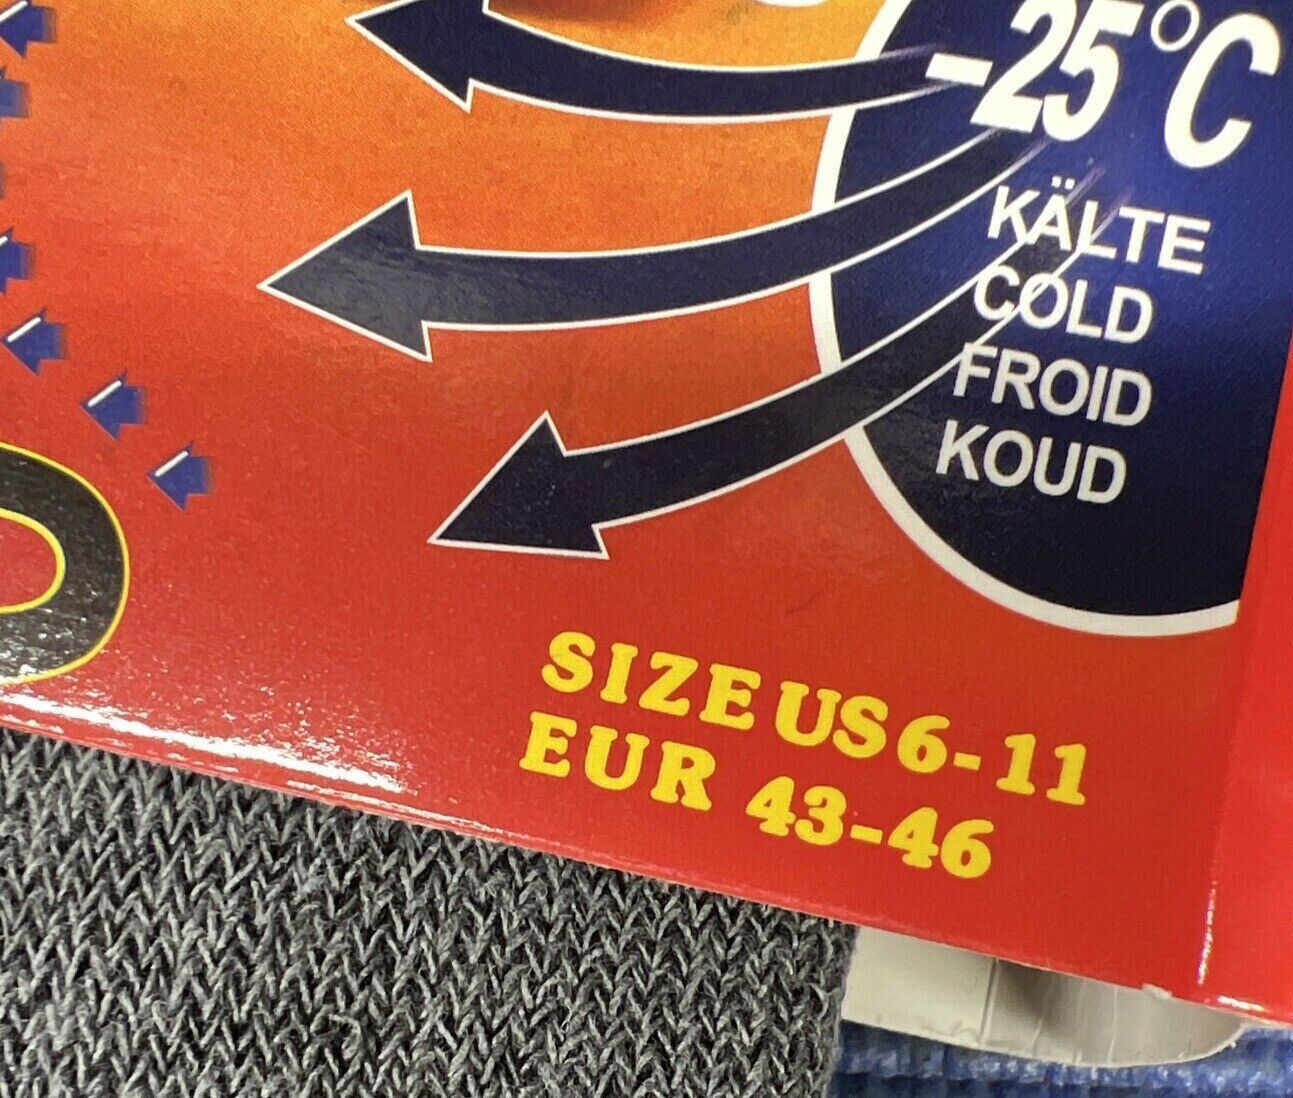 -25°C
KÄLTE
COLD
FROID
KOUD
SIZE US 6-11
EUR 43-46